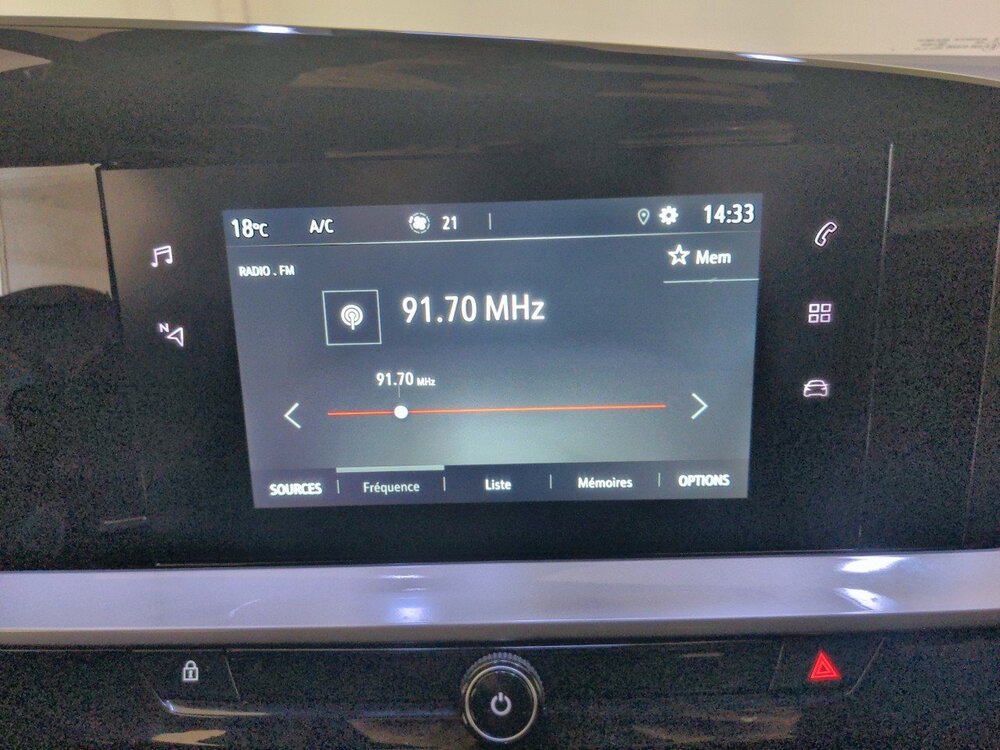 18°C A/C 21 14:33
RADIO . FM
Mem
91.70 MHz
91.70 MHz
N
SOURCES Fréquence Liste Mémoires OPTIONS